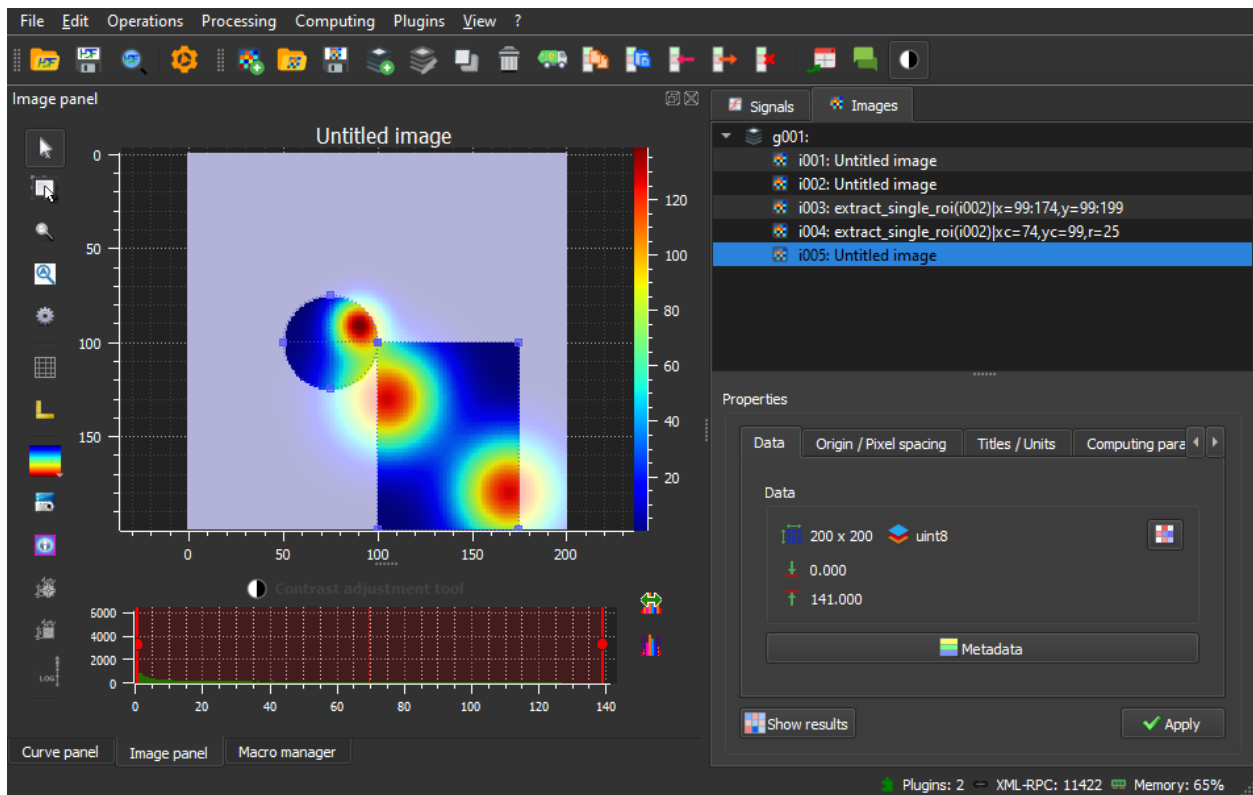 File Edit Operations Processing Computing Plugins View ?
Image panel
Signals Images
Untitled image
0
50
100
150
0 50 100 150 200
120
100
80
60
40
20
g001:
i001: Untitled image
i002: Untitled image
i003: extract_single_roi(i002)|x=99:174,y=99:199
i004: extract_single_roi(i002)|xc=74,yc=99,r=25
i005: Untitled image
Properties
Data Origin / Pixel spacing Titles / Units Computing para
Data
200 x 200 uint8
0.000
141.000
Metadata
Show results Apply
Contrast adjustment tool
6000
4000
2000
0
0 20 40 60 80 100 120 140
LOG
Curve panel Image panel Macro manager
Plugins: 2 XML-RPC: 11422 Memory: 65%